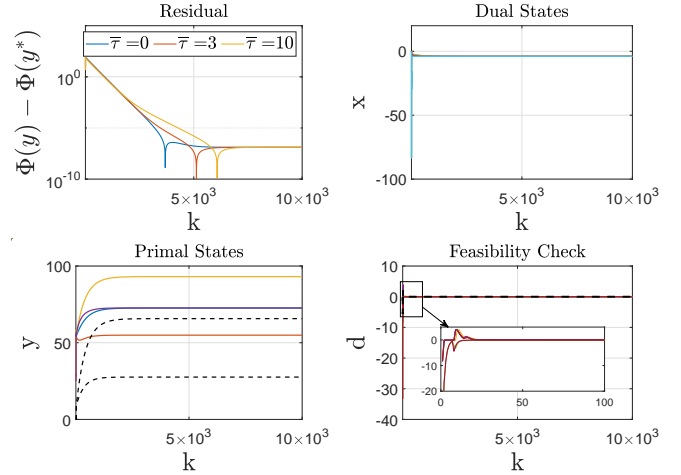 Residual
τ̅ =0 τ̅ =3 τ̅ =10
10^0
10^-10
5×10^3
10×10^3
Φ(y) − Φ(y*)
k
Dual States
0
-50
-100
5×10^3
10×10^3
x
k
Primal States
100
50
0
5×10^3
10×10^3
y
k
Feasibility Check
10
0
-10
-20
-30
-40
5×10^3
10×10^3
d
k
0
-20
0
50
100